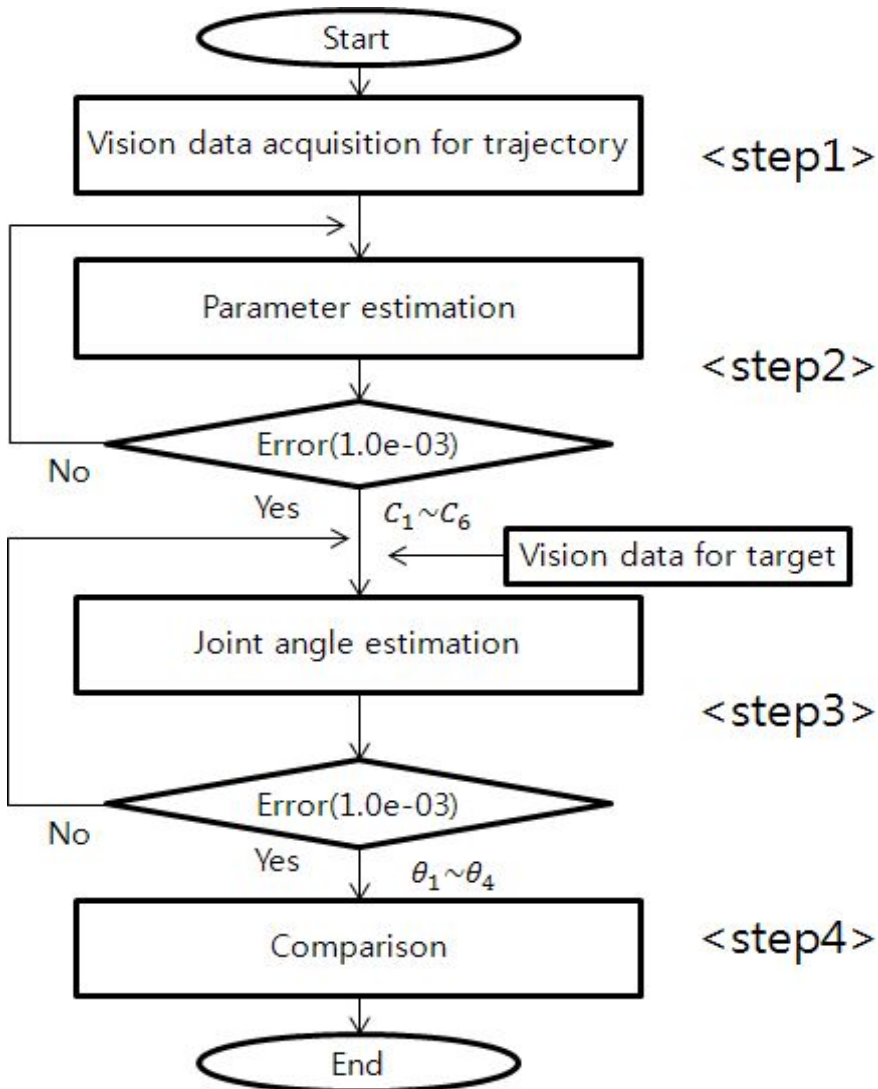 Start
Vision data acquisition for trajectory
<step1>
Parameter estimation
<step2>
Error(1.0e-03)
No
Yes
C₁~C₆
Vision data for target
Joint angle estimation
<step3>
Error(1.0e-03)
No
Yes
θ₁~θ₄
Comparison
<step4>
End